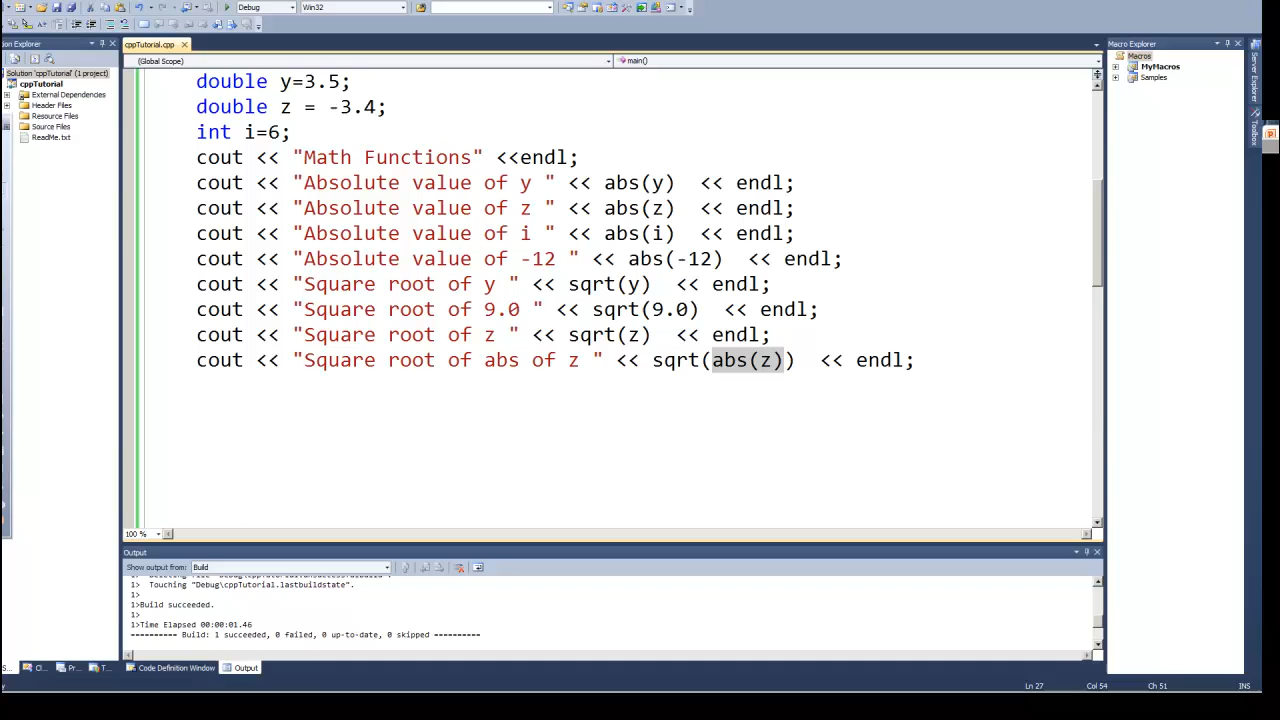 Debug
Win32
Solution Explorer
cppTutorial.cpp
Macro Explorer
(Global Scope)
main()
Solution 'cppTutorial' (1 project)
cppTutorial
External Dependencies
Header Files
Resource Files
Source Files
ReadMe.txt
double y=3.5;
double z = -3.4;
int i=6;
cout << "Math Functions" <<endl;
cout << "Absolute value of y " << abs(y)  << endl;
cout << "Absolute value of z " << abs(z)  << endl;
cout << "Absolute value of i " << abs(i)  << endl;
cout << "Absolute value of -12 " << abs(-12)  << endl;
cout << "Square root of y " << sqrt(y)  << endl;
cout << "Square root of 9.0 " << sqrt(9.0)  << endl;
cout << "Square root of z " << sqrt(z)  << endl;
cout << "Square root of abs of z " << sqrt(abs(z))  << endl;
Macros
MyMacros
Samples
Server Explorer
Toolbox
100 %
Output
Show output from: Build
1>  Touching "Debug\cppTutorial.lastbuildstate".
1>
1>Build succeeded.
1>
1>Time Elapsed 00:00:01.46
========== Build: 1 succeeded, 0 failed, 0 up-to-date, 0 skipped ==========
S...
Cl...
Pr...
T...
Code Definition Window
Output
Ln 27
Col 54
Ch 51
INS